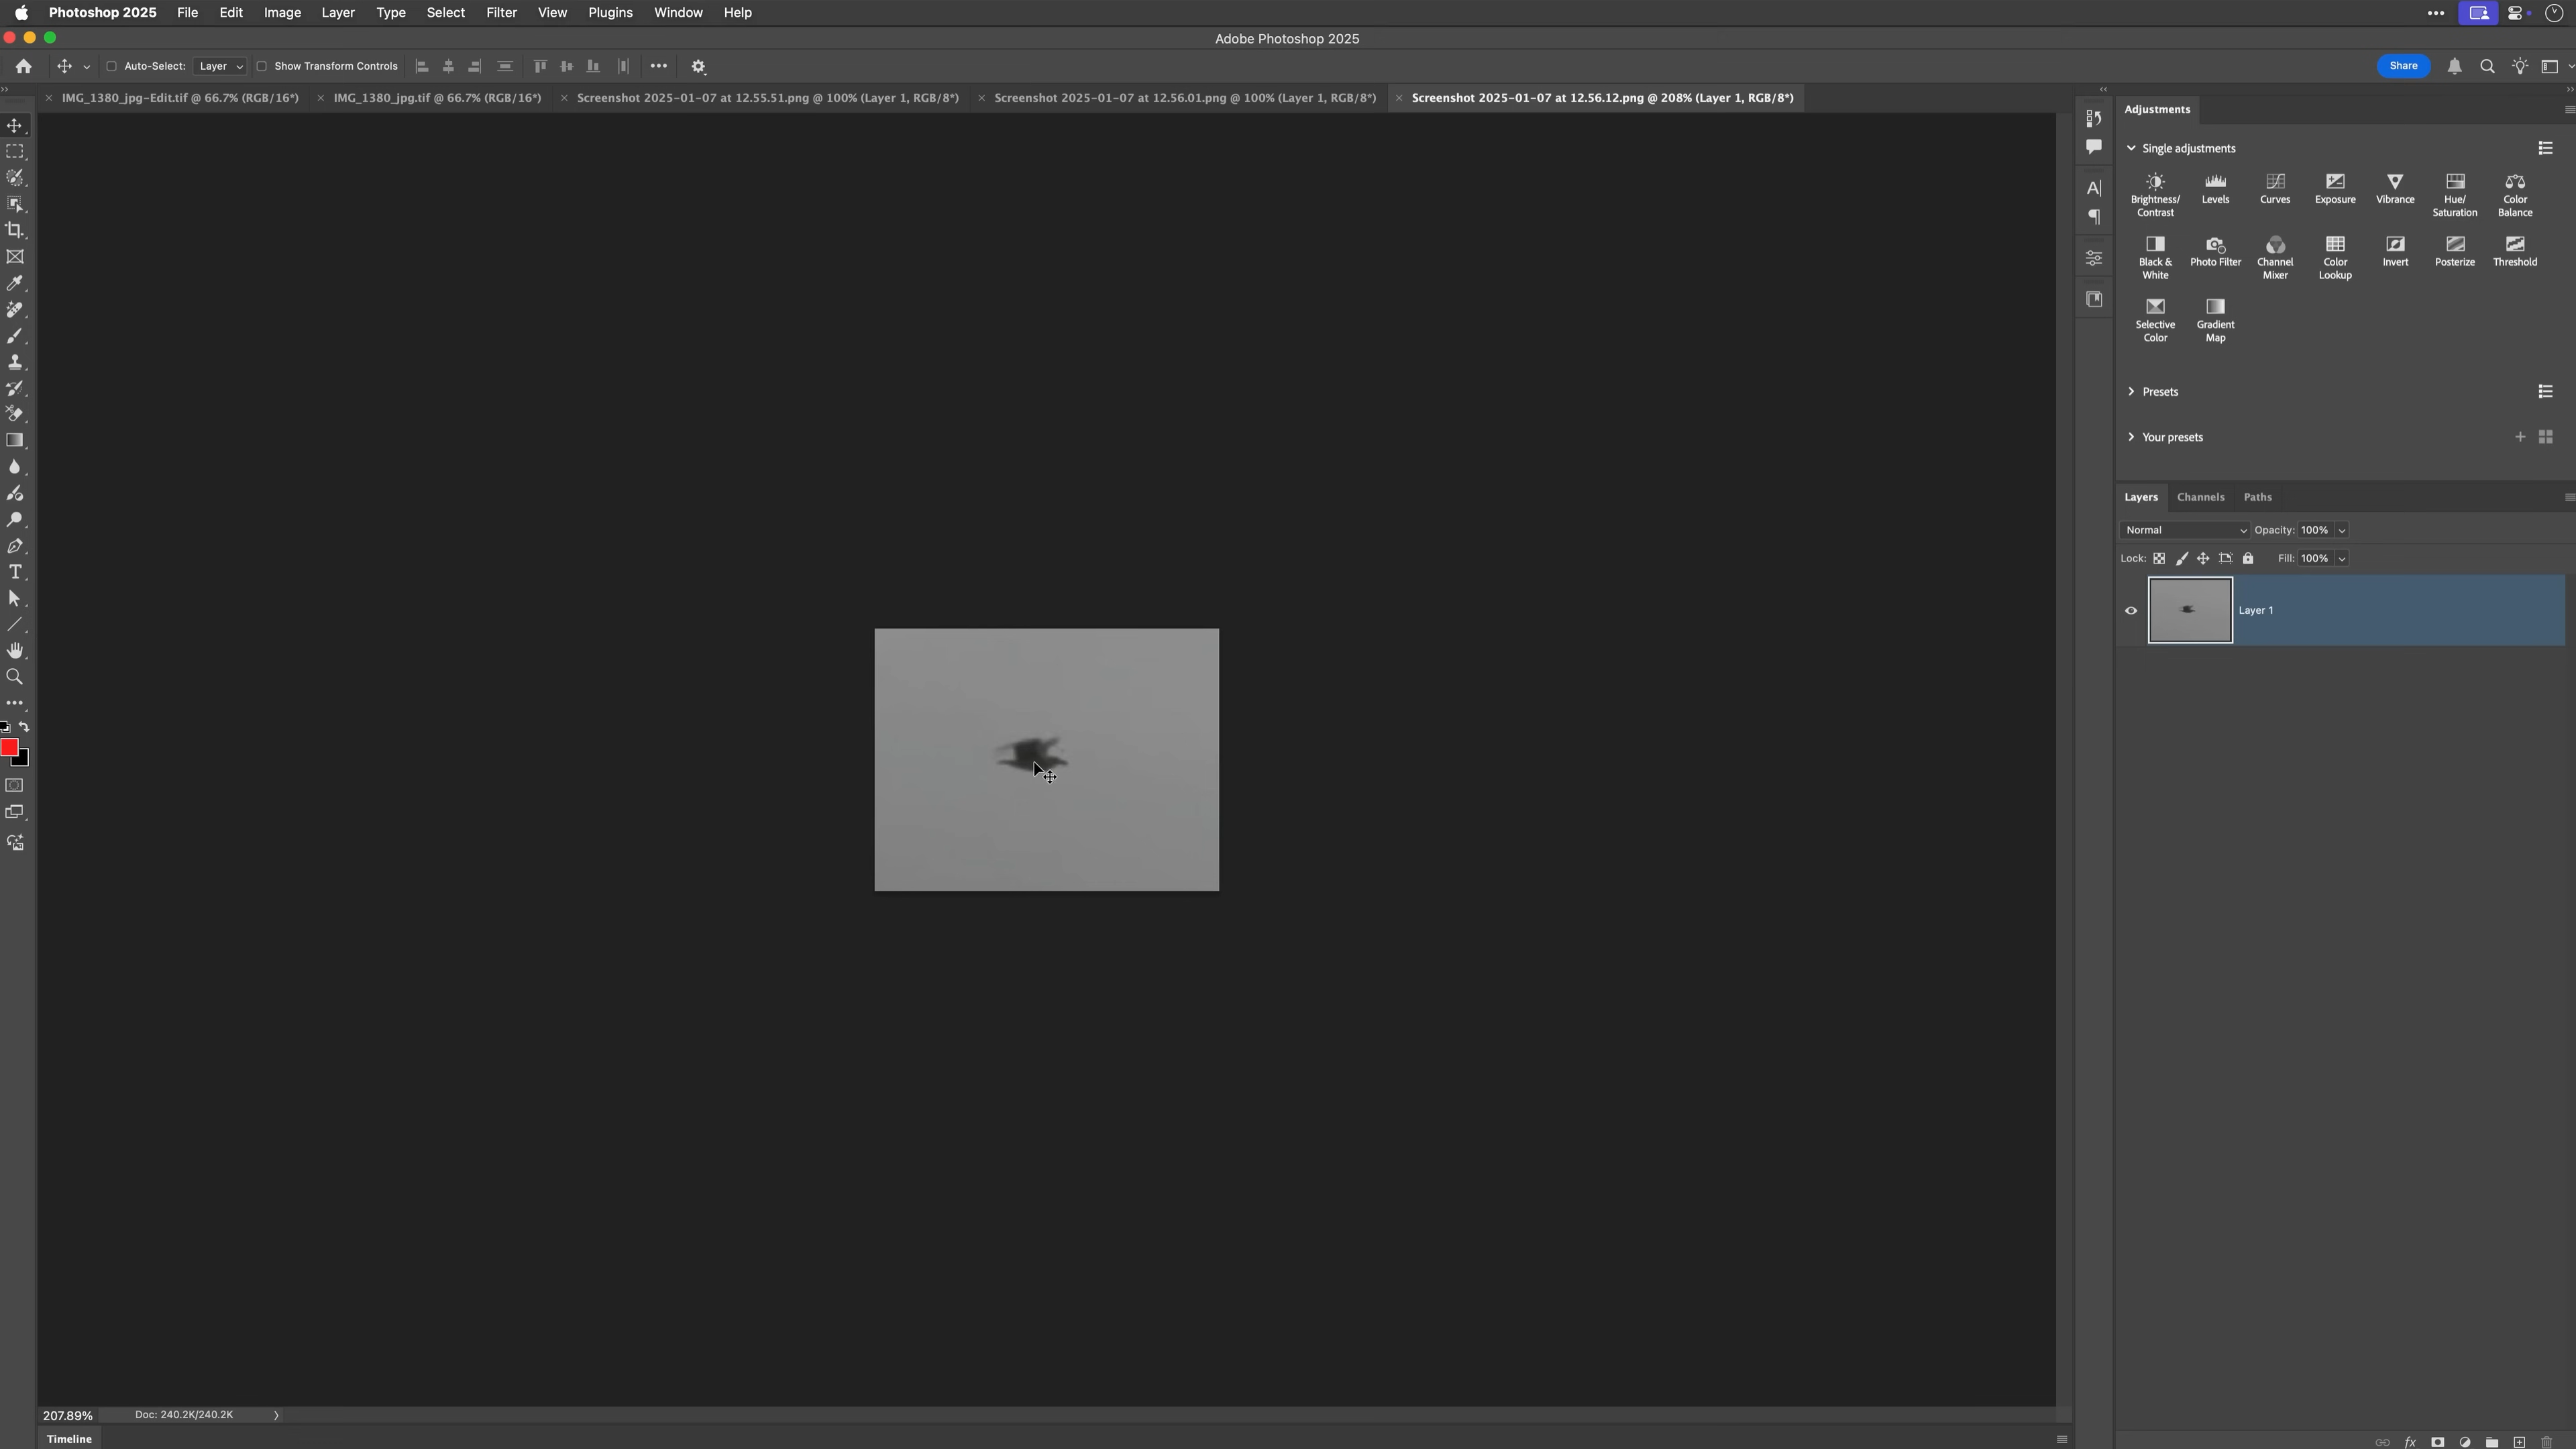 Photoshop 2025 File Edit Image Layer Type Select Filter View Plugins Window Help
Adobe Photoshop 2025
Auto-Select: Layer Show Transform Controls Share
IMG_1380_jpg-Edit.tif @ 66.7% (RGB/16*) IMG_1380_jpg.tif @ 66.7% (RGB/16*) Screenshot 2025-01-07 at 12.55.51.png @ 100% (Layer 1, RGB/8*) Screenshot 2025-01-07 at 12.56.01.png @ 100% (Layer 1, RGB/8*) Screenshot 2025-01-07 at 12.56.12.png @ 208% (Layer 1, RGB/8*)
Adjustments
Single adjustments
Brightness/ Contrast Levels Curves Exposure Vibrance Hue/ Saturation Color Balance
Black & White Photo Filter Channel Mixer Color Lookup Invert Posterize Threshold
Selective Color Gradient Map
Presets
Your presets
Layers Channels Paths
Normal Opacity: 100%
Lock: Fill: 100%
Layer 1
207.89% Doc: 240.2K/240.2K
Timeline